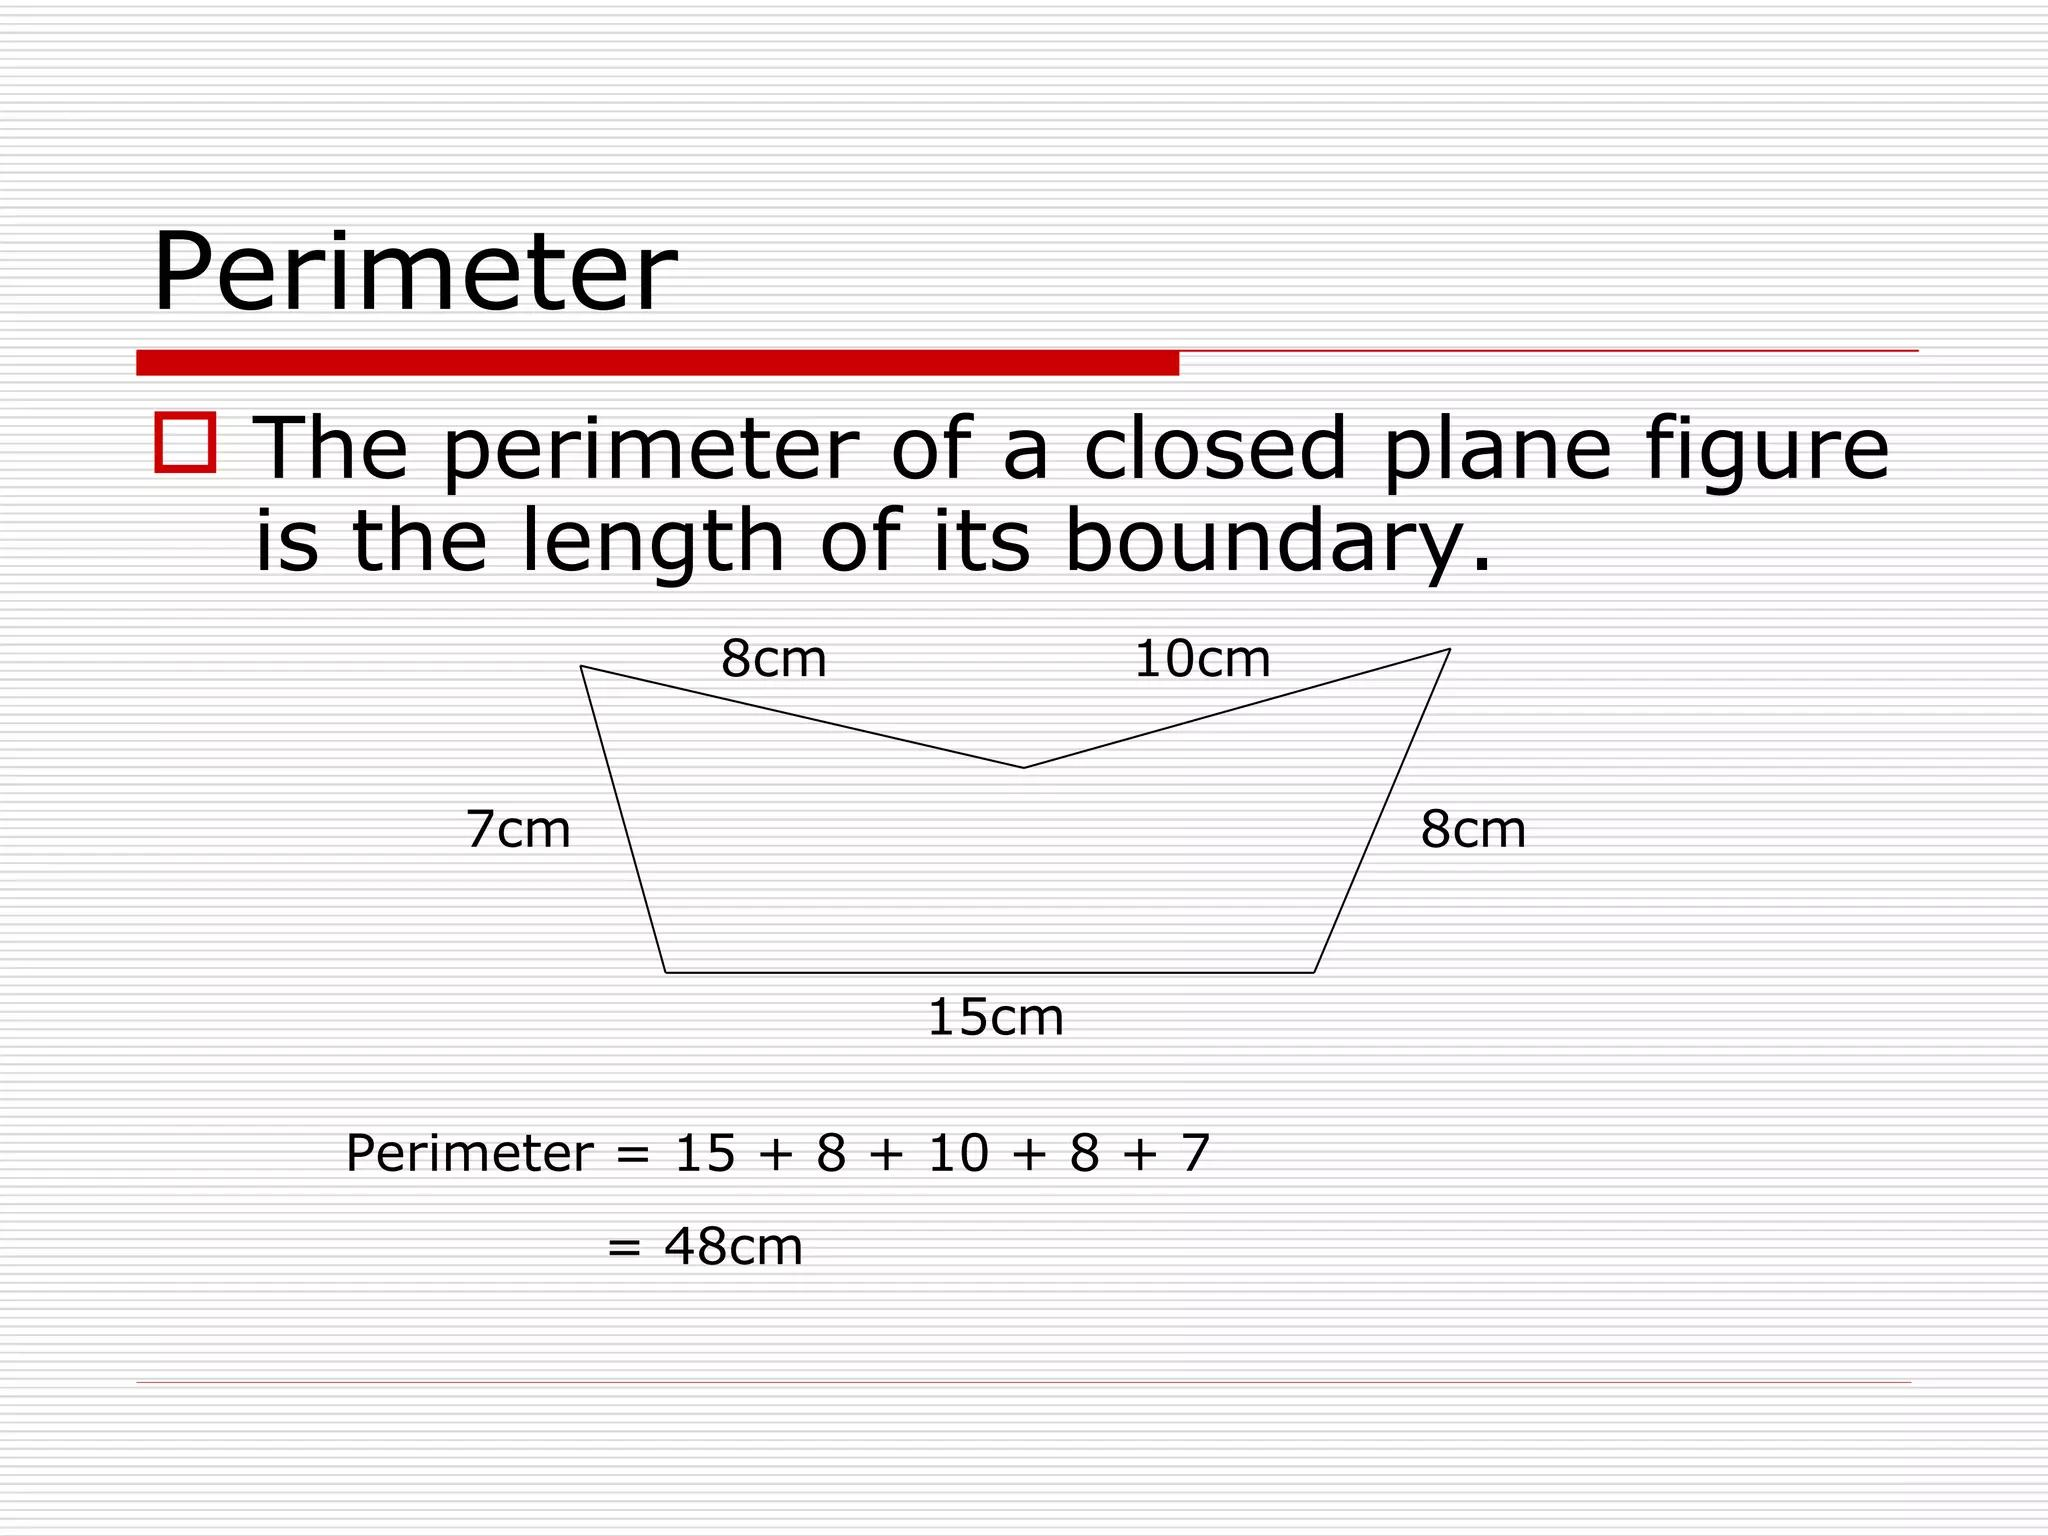 Perimeter
The perimeter of a closed plane figure
is the length of its boundary.
8cm 10cm
7cm 8cm
15cm
Perimeter = 15 + 8 + 10 + 8 + 7
= 48cm